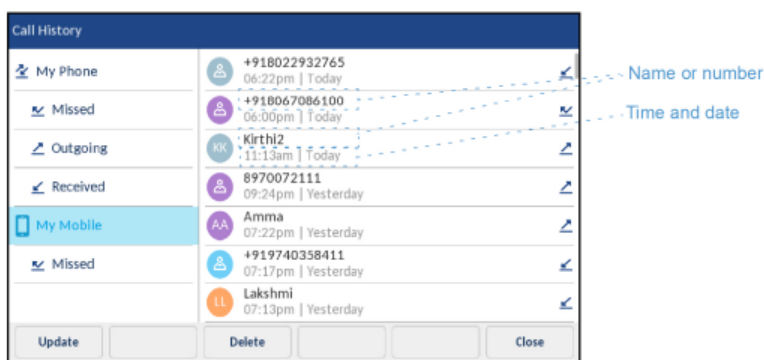 Call History
My Phone
Missed
Outgoing
Received
My Mobile
Missed
+918022932765
06:22pm | Today
+918067086100
06:00pm | Today
KK
Kirthi2
11:13am | Today
8970072111
09:24pm | Yesterday
AA
Amma
07:22pm | Yesterday
+919740358411
07:17pm | Yesterday
LL
Lakshmi
07:13pm | Yesterday
Name or number
Time and date
Update
Delete
Close